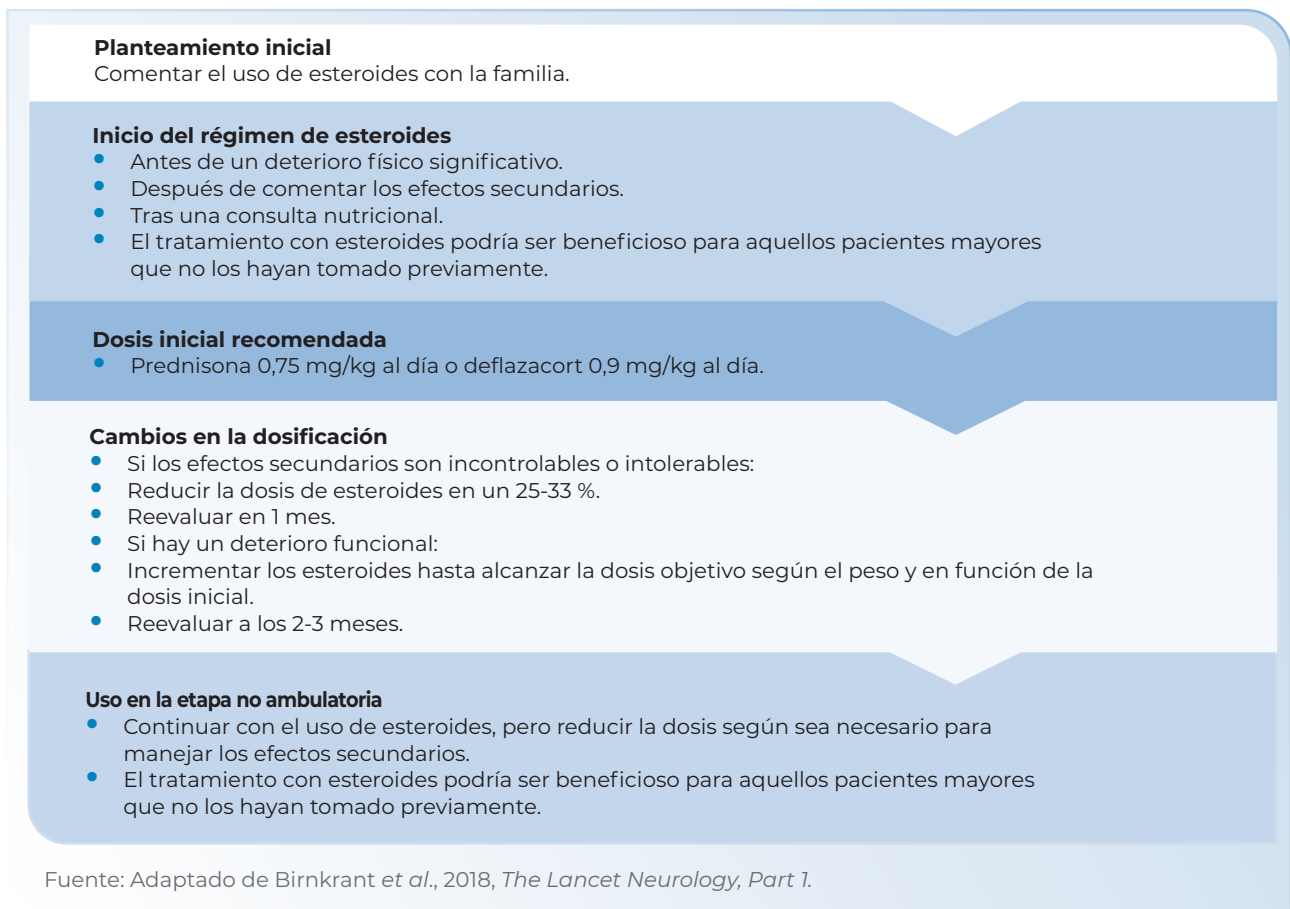 Planteamiento inicial
Comentar el uso de esteroides con la familia.
Inicio del régimen de esteroides
• Antes de un deterioro físico significativo.
• Después de comentar los efectos secundarios.
• Tras una consulta nutricional.
• El tratamiento con esteroides podría ser beneficioso para aquellos pacientes mayores
que no los hayan tomado previamente.
Dosis inicial recomendada
• Prednisona 0,75 mg/kg al día o deflazacort 0,9 mg/kg al día.
Cambios en la dosificación
• Si los efectos secundarios son incontrolables o intolerables:
• Reducir la dosis de esteroides en un 25-33 %.
• Reevaluar en 1 mes.
• Si hay un deterioro funcional:
• Incrementar los esteroides hasta alcanzar la dosis objetivo según el peso y en función de la
dosis inicial.
• Reevaluar a los 2-3 meses.
Uso en la etapa no ambulatoria
• Continuar con el uso de esteroides, pero reducir la dosis según sea necesario para
manejar los efectos secundarios.
• El tratamiento con esteroides podría ser beneficioso para aquellos pacientes mayores
que no los hayan tomado previamente.
Fuente: Adaptado de Birnkrant et al., 2018, The Lancet Neurology, Part 1.